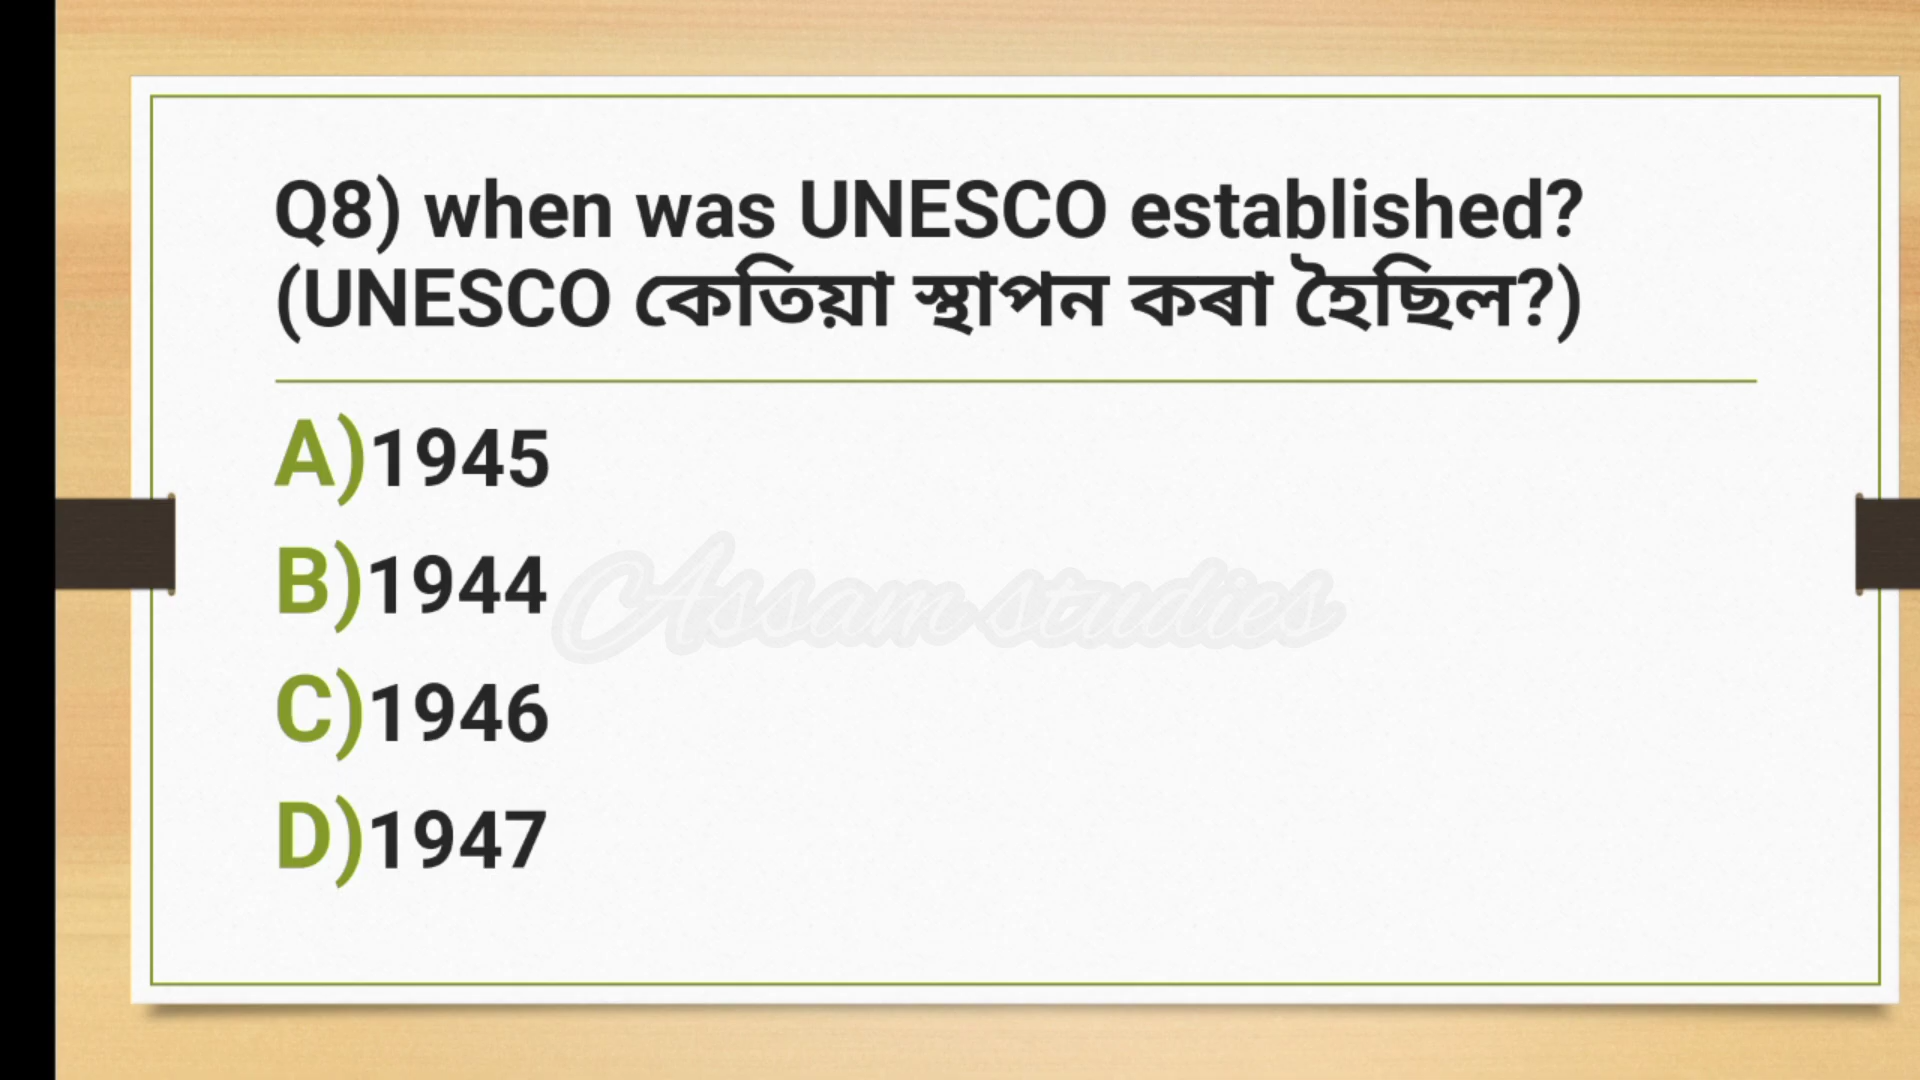 Q8) when was UNESCO established?
(UNESCO কেতিয়া স্থাপন কৰা হৈছিল?)
A)1945
B)1944
Assam studies
C)1946
D)1947